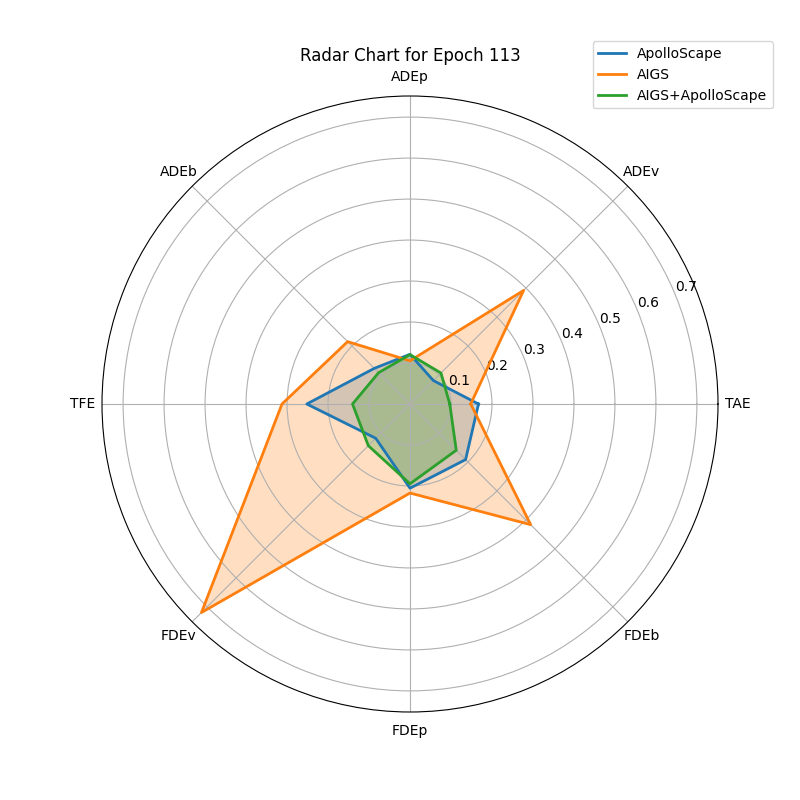 Radar Chart for Epoch 113
ApolloScape
AIGS
AIGS+ApolloScape
ADEp
ADEb
ADEv
0.7
0.6
0.5
0.4
0.3
0.2
0.1
TFE
TAE
FDEv
FDEb
FDEp